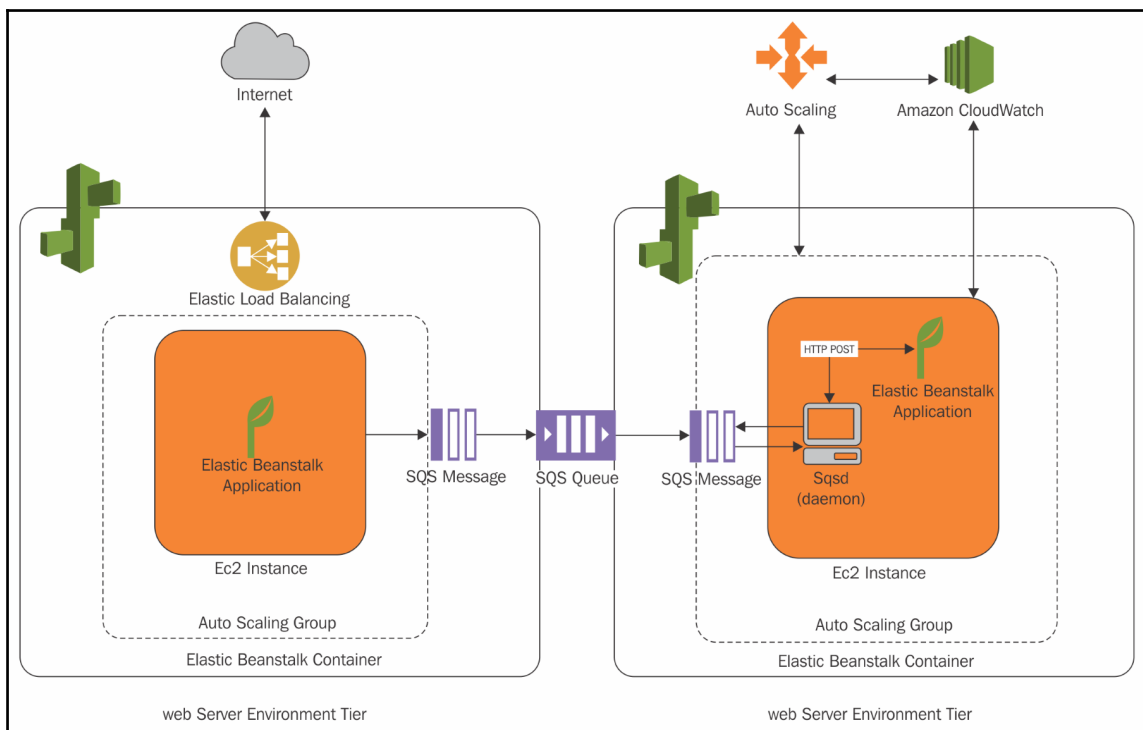 Internet
Elastic Load Balancing
Elastic Beanstalk
Application
Ec2 Instance
Auto Scaling Group
Elastic Beanstalk Container
web Server Environment Tier
SQS Message
SQS Queue
SQS Message
Auto Scaling
Amazon CloudWatch
HTTP POST
Elastic Beanstalk
Application
Sqsd
(daemon)
Ec2 Instance
Auto Scaling Group
Elastic Beanstalk Container
web Server Environment Tier